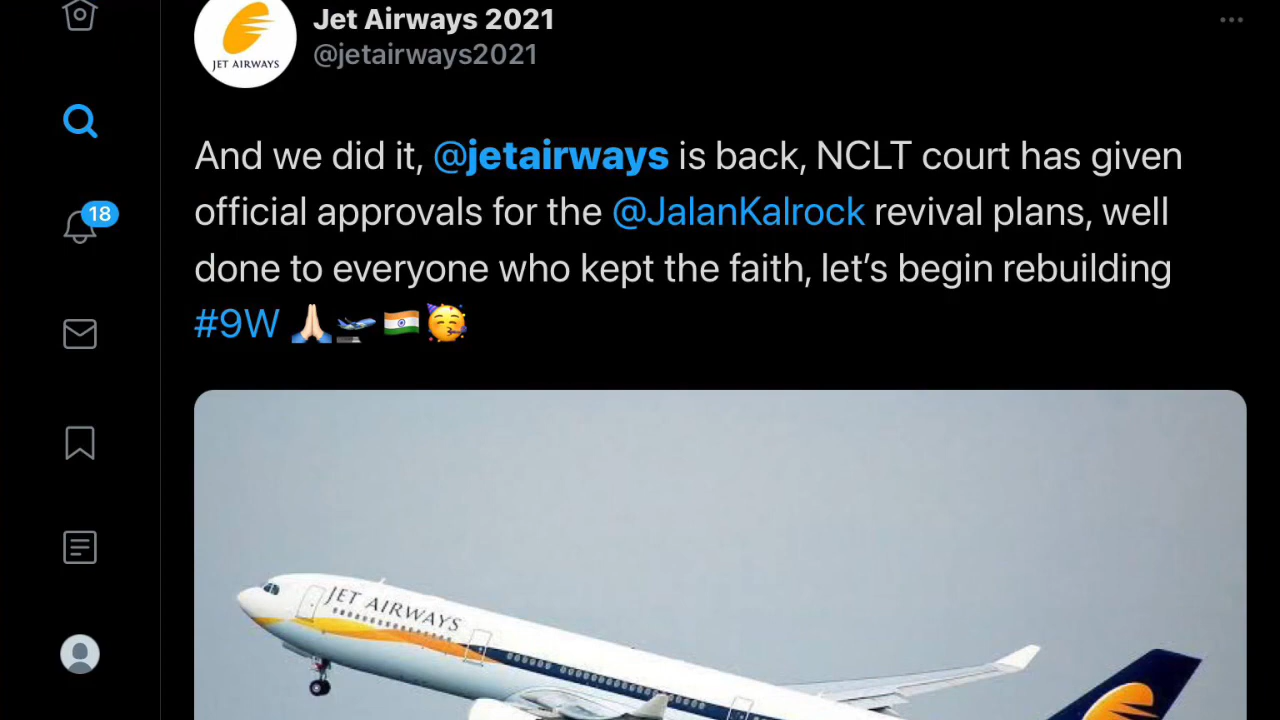 Jet Airways 2021
@jetairways2021
JET AIRWAYS
And we did it, @jetairways is back, NCLT court has given
official approvals for the @JalanKalrock revival plans, well
done to everyone who kept the faith, let’s begin rebuilding
#9W 🙏🏻🛫🇮🇳🥳
18
JET AIRWAYS